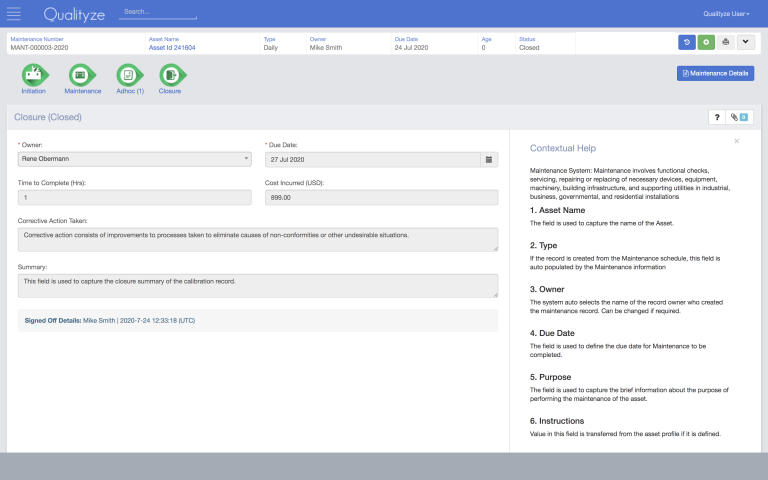 Qualityze
Search...
Qualityze User
Maintenance Number
MANT-000003-2020
Asset Name
Asset Id 241604
Type
Daily
Owner
Mike Smith
Due Date
24 Jul 2020
Age
0
Status
Closed
Initiation
Maintenance
Adhoc (1)
Closure
Maintenance Details
Closure (Closed)
? 0
* Owner:
Rene Obermann
* Due Date:
27 Jul 2020
Time to Complete (Hrs):
1
Cost Incurred (USD):
899.00
Corrective Action Taken:
Corrective action consists of improvements to processes taken to eliminate causes of non-conformities or other undesirable situations.
Summary:
This field is used to capture the closure summary of the calibration record.
Signed Off Details: Mike Smith | 2020-7-24 12:33:18 (UTC)
Contextual Help
Maintenance System: Maintenance involves functional checks,
servicing, repairing or replacing of necessary devices, equipment,
machinery, building infrastructure, and supporting utilities in industrial,
business, governmental, and residential installations
1. Asset Name
The field is used to capture the name of the Asset.
2. Type
If the record is created from the Maintenance schedule, this field is
auto populated by the Maintenance information
3. Owner
The system auto selects the name of the record owner who created
the maintenance record. Can be changed if required.
4. Due Date
The field is used to define the due date for Maintenance to be
completed.
5. Purpose
The field is used to capture the brief information about the purpose of
performing the maintenance of the asset.
6. Instructions
Value in this field is transferred from the asset profile if it is defined.